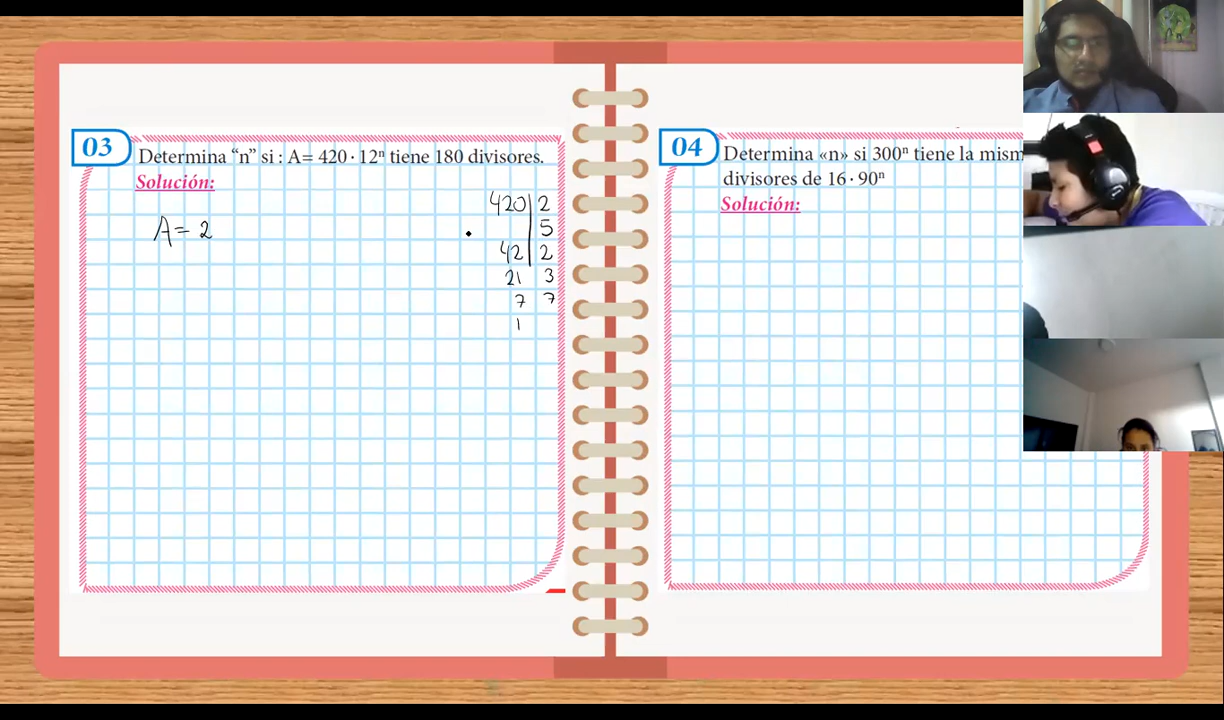 03
Determina “n” si : A= 420 · 12ⁿ tiene 180 divisores.
Solución:
A = 2
420 2
5
42 2
21 3
7 7
1
04
Determina «n» si 300ⁿ tiene la
divisores de 16 · 90ⁿ
Solución: